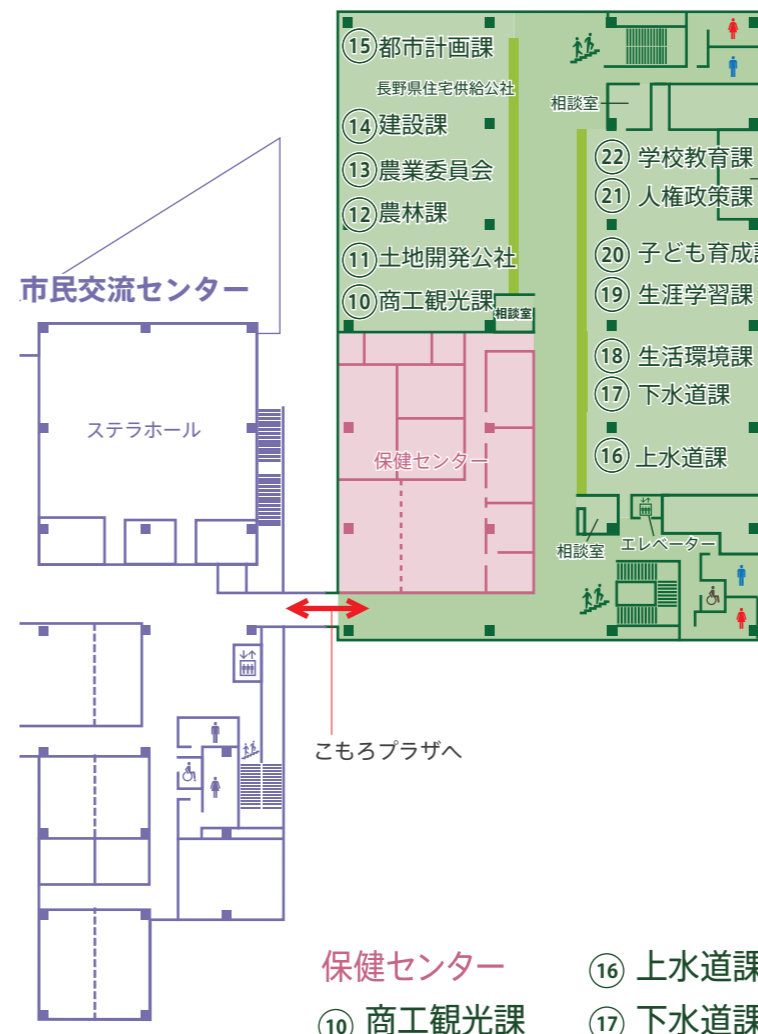 ⑮都市計画課
長野県住宅供給公社
⑭建設課
⑬農業委員会
⑫農林課
⑪土地開発公社
⑩商工観光課
相談室
相談室
㉒ 学校教育課
㉑ 人権政策課
⑳ 子ども育成課
⑲ 生涯学習課
⑱ 生活環境課
⑰ 下水道課
⑯ 上水道課
市民交流センター
ステラホール
保健センター
相談室
エレベーター
こもろプラザへ
保健センター
⑯ 上水道課
⑩ 商工観光課
⑰ 下水道課